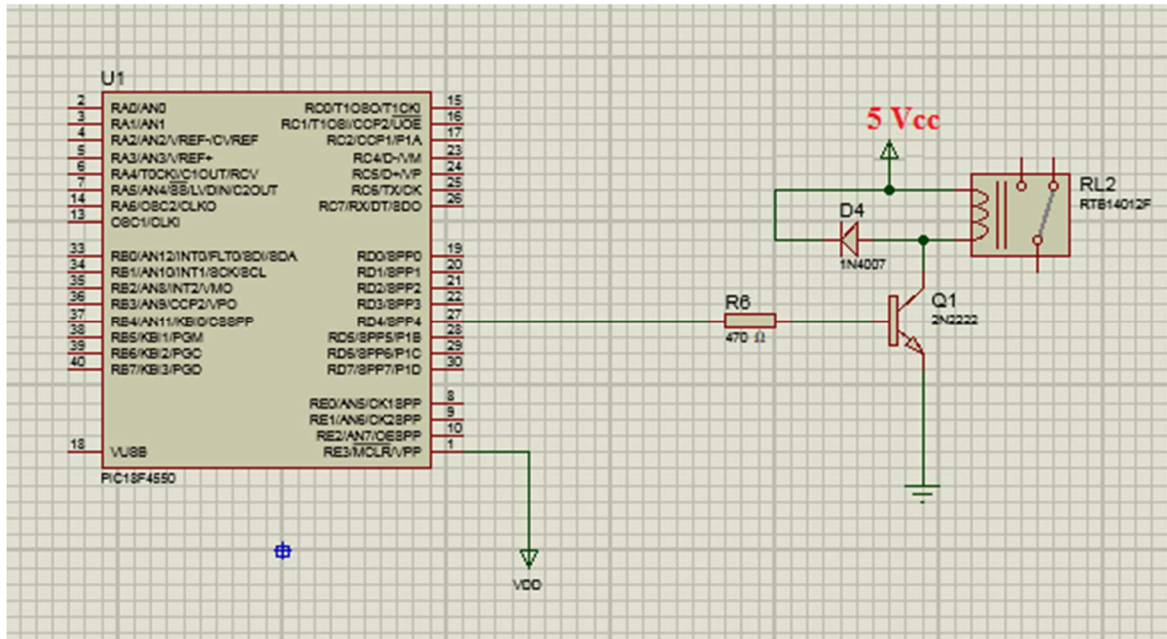 U1
2 RA0/AN0
3 RA1/AN1
4 RA2/AN2/VREF-/CVREF
5 RA3/AN3/VREF+
6 RA4/T0CKI/C1OUT/RCV
7 RA5/AN4/SS/LVDIN/C2OUT
14 RA6/OSC2/CLKO
13 OSC1/CLKI
33 RB0/AN12/INT0/FLT0/SDI/SDA
34 RB1/AN10/INT1/SCK/SCL
35 RB2/AN8/INT2/VMO
36 RB3/AN9/CCP2/VPO
37 RB4/AN11/KBI0/CSSPP
38 RB5/KBI1/PGM
39 RB6/KBI2/PGC
40 RB7/KBI3/PGD
18 VUSB
RC0/T1OSO/T1CKI 15
RC1/T1OSI/CCP2/UOE 16
RC2/CCP1/P1A 17
RC4/D-/VM 23
RC5/D+/VP 24
RC6/TX/CK 25
RC7/RX/DT/SDO 26
RD0/SPP0 19
RD1/SPP1 20
RD2/SPP2 21
RD3/SPP3 22
RD4/SPP4 27
RD5/SPP5/P1B 28
RD6/SPP6/P1C 29
RD7/SPP7/P1D 30
RE0/AN5/CK1SPP 8
RE1/AN6/CK2SPP 9
RE2/AN7/OESPP 10
RE3/MCLR/VPP 1
PIC18F4550
VDD
R6
470 Ω
5 Vcc
D4
1N4007
Q1
2N2222
RL2
RTB14012F